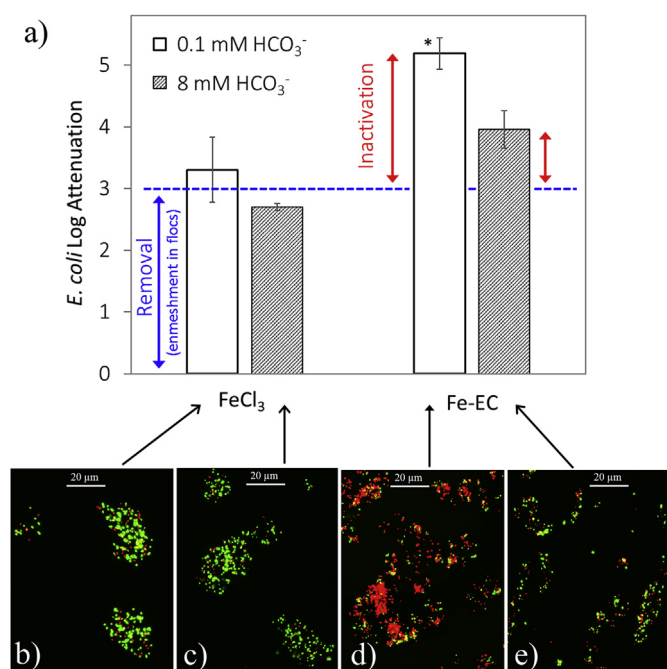 a)
0.1 mM HCO₃⁻
8 mM HCO₃⁻
E. coli Log Attenuation
5
4
3
2
1
0
Removal
(enmeshment in flocs)
*
Inactivation
FeCl₃
Fe-EC
20 µm
20 µm
20 µm
20 µm
b)
c)
d)
e)